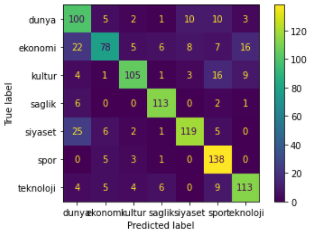 dunya 100 5 2 1 10 10 3
ekonomi 22 78 5 6 8 7 16
kultur 4 1 105 1 3 16 9
saglik 6 0 0 113 0 2 1
siyaset 25 6 2 1 119 5 0
spor 0 5 3 1 0 138 0
teknoloji 4 5 4 6 0 9 113
dunya ekonomi kultur saglik siyaset spor teknoloji
Predicted label
True label
120
100
80
60
40
20
0